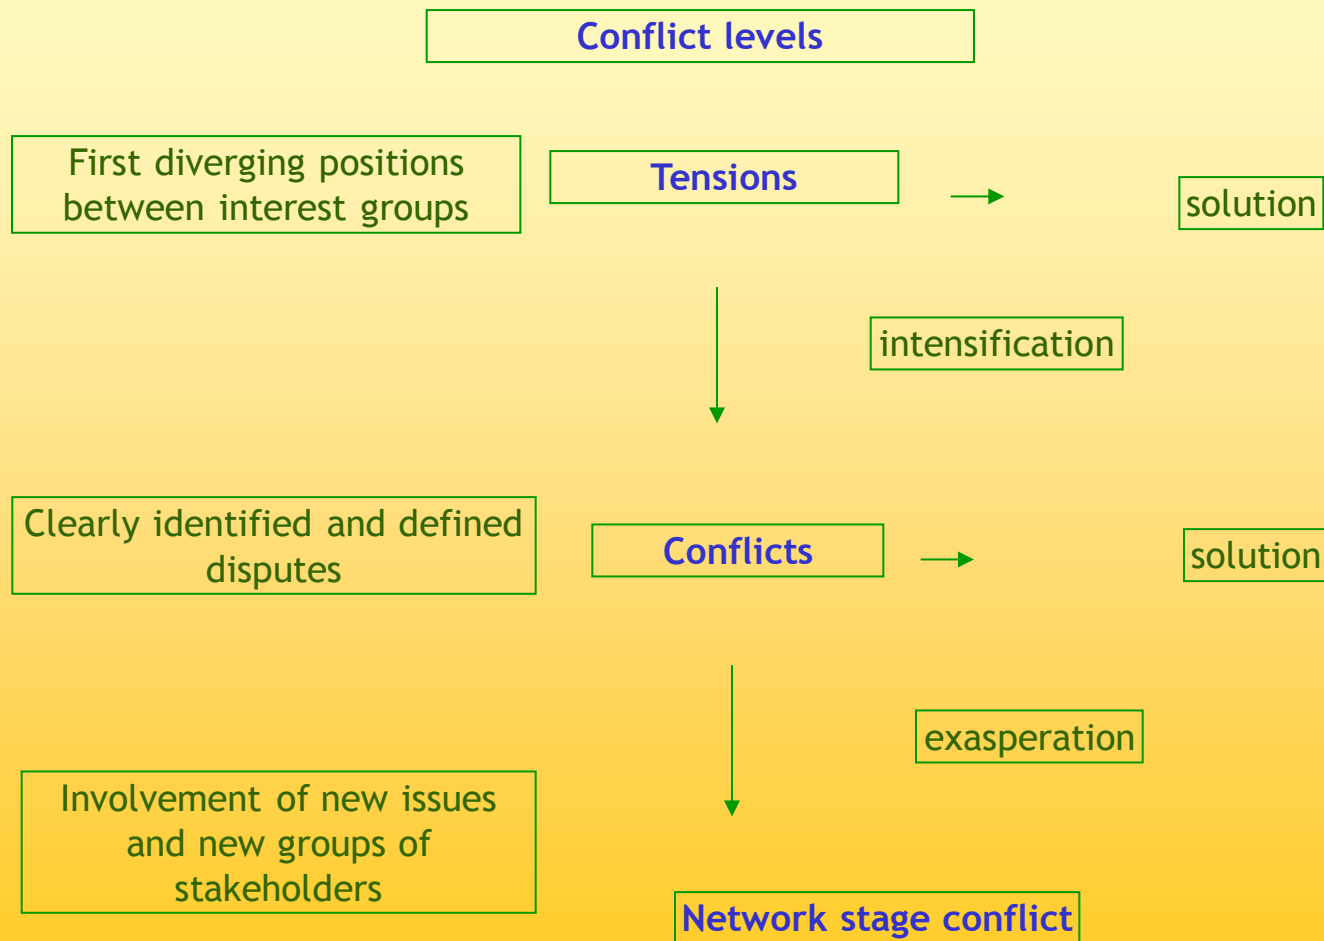 Conflict levels
First diverging positions
between interest groups
Tensions
solution
intensification
Clearly identified and defined
disputes
Conflicts
solution
exasperation
Involvement of new issues
and new groups of
stakeholders
Network stage conflict